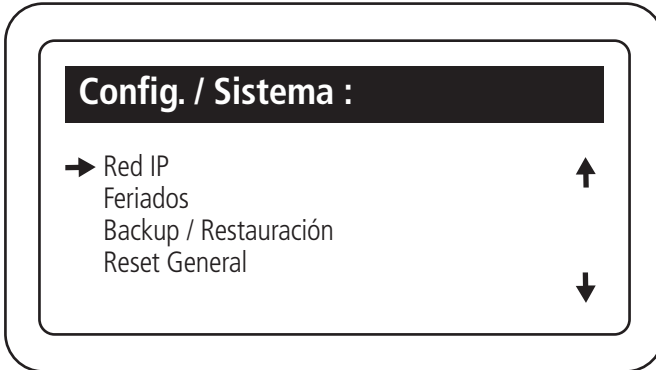 Config. / Sistema :
Red IP
Feriados
Backup / Restauración
Reset General